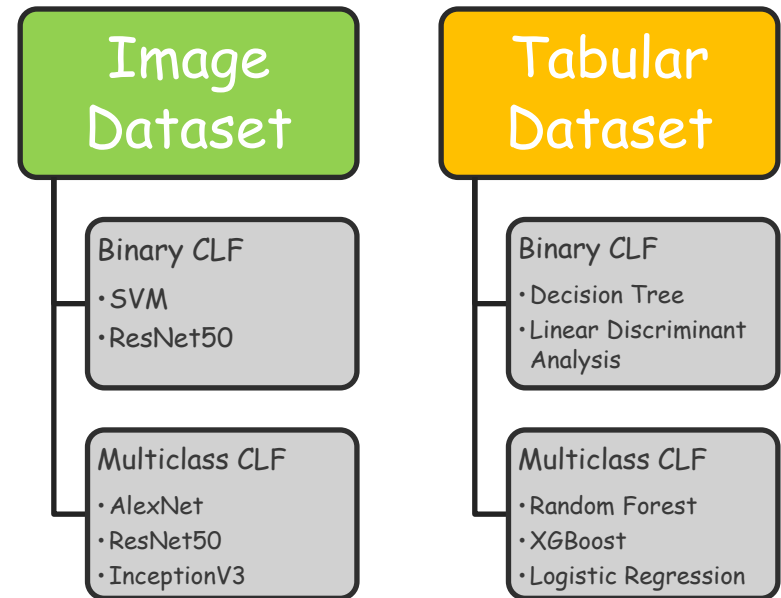 Image
Dataset
Binary CLF
·SVM
·ResNet50
Multiclass CLF
·AlexNet
·ResNet50
·InceptionV3
Tabular
Dataset
Binary CLF
·Decision Tree
·Linear Discriminant
Analysis
Multiclass CLF
·Random Forest
·XGBoost
·Logistic Regression